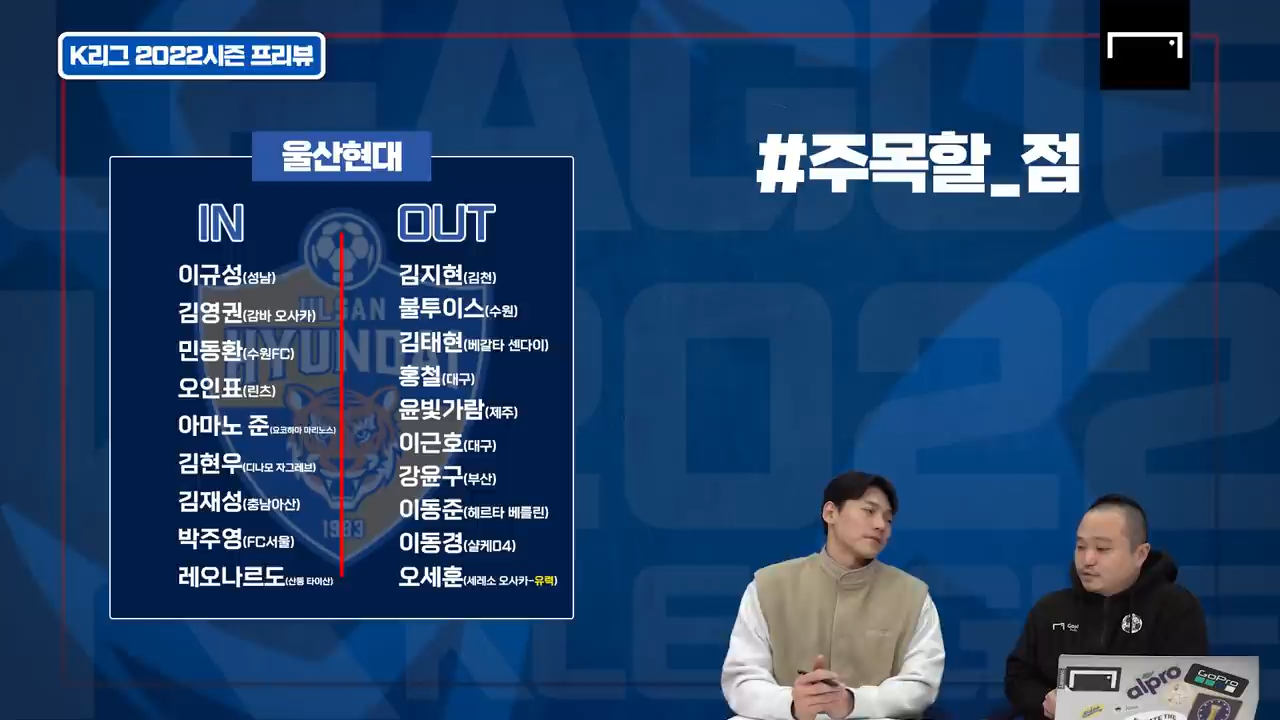 K리그 2022시즌 프리뷰
#주목할_점
울산현대
IN
이규성(성남)
김영권(감바 오사카)
민동환(수원FC)
오인표(린츠)
아마노 준(요코하마 마리노스)
김현우(디나모 자그레브)
김재성(충남아산)
박주영(FC서울)
레오나르도(산둥 타이산)
OUT
김지현(김천)
불투이스(수원)
김태현(베갈타 센다이)
홍철(대구)
윤빛가람(제주)
이근호(대구)
강윤구(부산)
이동준(헤르타 베를린)
이동경(샬케04)
오세훈(세레소 오사카-유력)
ULSAN
HYUNDAI
1983
LEAGUE
2022
Goal
alpro
GoPro